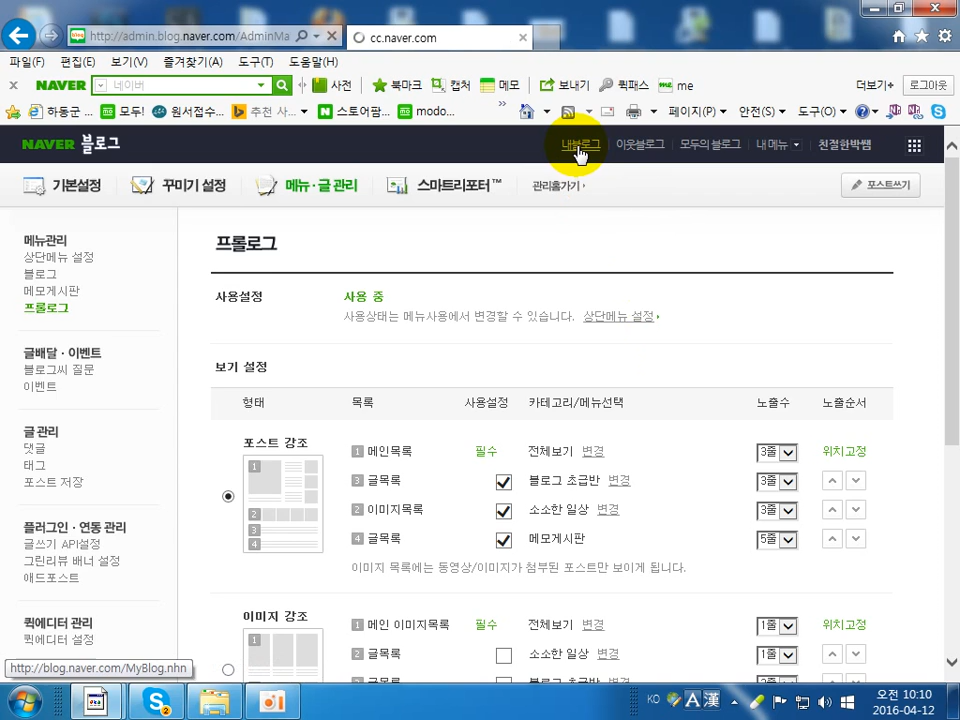 http://admin.blog.naver.com/AdminMa
cc.naver.com
파일(F) 편집(E) 보기(V) 즐겨찾기(A) 도구(T) 도움말(H)
NAVER 네이버 사전 북마크 캡처 메모 보내기 퀵패스 me me 더보기+ 로그아웃
하동군 ... 모두! 원서접수... 추천 사... 스토어팜... modo... 페이지(P) 안전(S) 도구(O)
NAVER 블로그 내블로그 이웃블로그 모두의 블로그 내 메뉴 친절한박쌤
기본설정 꾸미기 설정 메뉴·글 관리 스마트리포터™ 관리홈가기 포스트쓰기
메뉴관리
상단메뉴 설정
블로그
메모게시판
프롤로그
글배달·이벤트
블로그씨 질문
이벤트
글 관리
댓글
태그
포스트 저장
플러그인·연동 관리
글쓰기 API설정
그린리뷰 배너 설정
애드포스트
퀵에디터 관리
퀵에디터 설정
프롤로그
사용설정 사용 중
사용상태는 메뉴사용에서 변경할 수 있습니다. 상단메뉴 설정
보기 설정
형태 목록 사용설정 카테고리/메뉴선택 노출수 노출순서
포스트 강조
1 2 3 4
1 메인목록 필수 전체보기 변경 3줄 위치고정
3 글목록 블로그 초급반 변경 3줄
2 이미지목록 소소한 일상 변경 3줄
4 글목록 메모게시판 5줄
이미지 목록에는 동영상/이미지가 첨부된 포스트만 보이게 됩니다.
이미지 강조
1
1 메인 이미지목록 필수 전체보기 변경 1줄 위치고정
2 글목록 소소한 일상 변경 1줄
http://blog.naver.com/MyBlog.nhn
2
KO A 漢
오전 10:10
2016-04-12